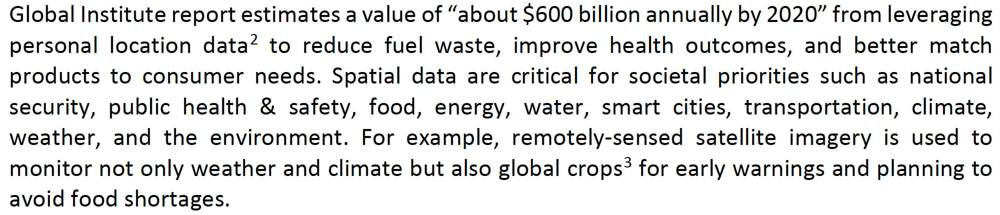 Global Institute report estimates a value of “about $600 billion annually by 2020” from leveraging
personal location data² to reduce fuel waste, improve health outcomes, and better match
products to consumer needs. Spatial data are critical for societal priorities such as national
security, public health & safety, food, energy, water, smart cities, transportation, climate,
weather, and the environment. For example, remotely-sensed satellite imagery is used to
monitor not only weather and climate but also global crops³ for early warnings and planning to
avoid food shortages.